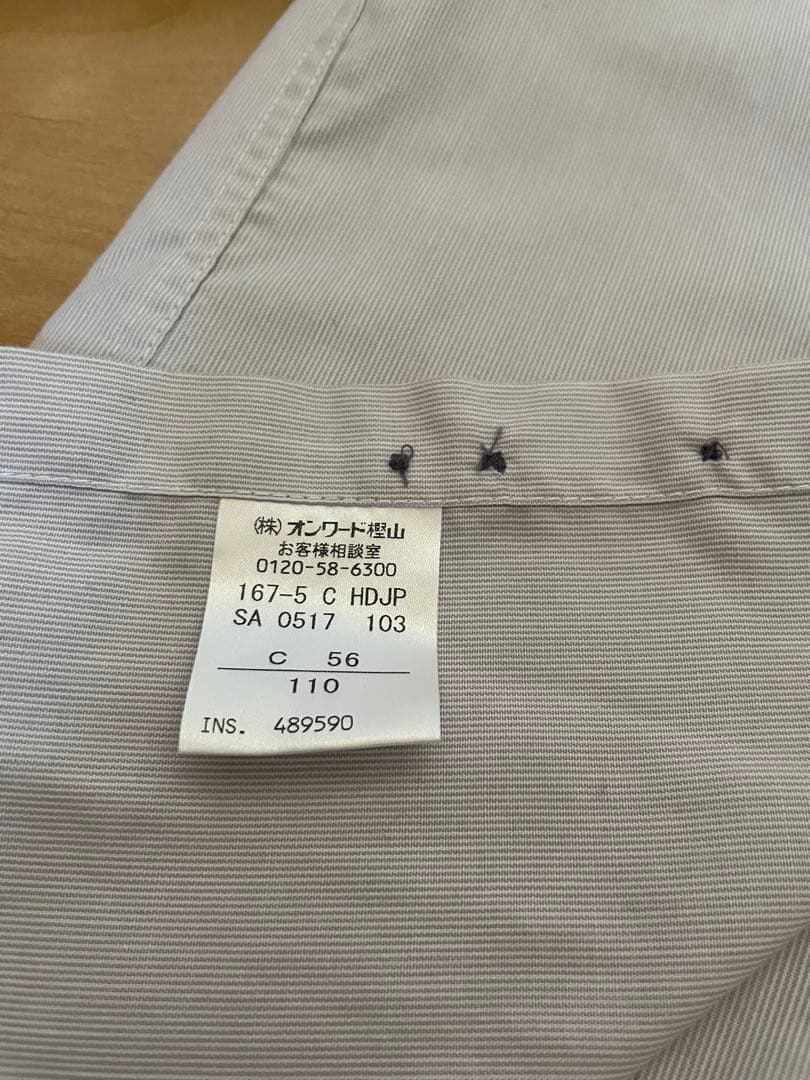 (株)オンワード樫山
お客様相談室
0120-58-6300
167-5 C HDJP
SA 0517 103
C 56
110
INS. 489590